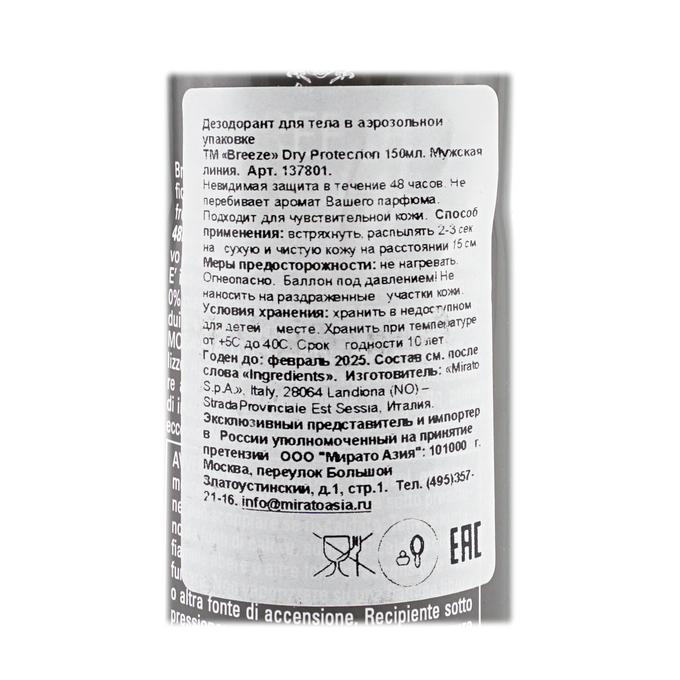 Дезодорант для тела в аэрозольной
упаковке
ТМ «Breeze» Dry Protection 150мл. Мужская
линия. Арт. 137801.
Невидимая защита в течение 48 часов. Не
перебивает аромат Вашего парфюма.
Подходит для чувствительной кожи. Способ
применения: встряхнуть, распылять 2-3 сек
на сухую и чистую кожу на расстоянии 15 см.
Меры предосторожности: не нагревать.
Огнеопасно. Баллон под давлением! Не
наносить на раздраженные участки кожи.
Условия хранения: хранить в недоступном
для детей месте. Хранить при температуре
от +5С до 40С. Срок годности 10 лет
Годен до: февраль 2025. Состав см. после
слова «Ingredients». Изготовитель: «Mirato
S.p.A.», Italy, 28064 Landiona (NO) –
StradaProvinciale Est Sessia, Италия.
Эксклюзивный представитель и импортер
в России уполномоченный на принятие
претензий ООО "Мирато Азия": 101000 г.
Москва, переулок Большой
Златоустинский, д.1, стр.1. Тел. (495)357-
21-16. info@miratoasia.ru
EAC
o altra fonte di accensione. Recipiente sotto